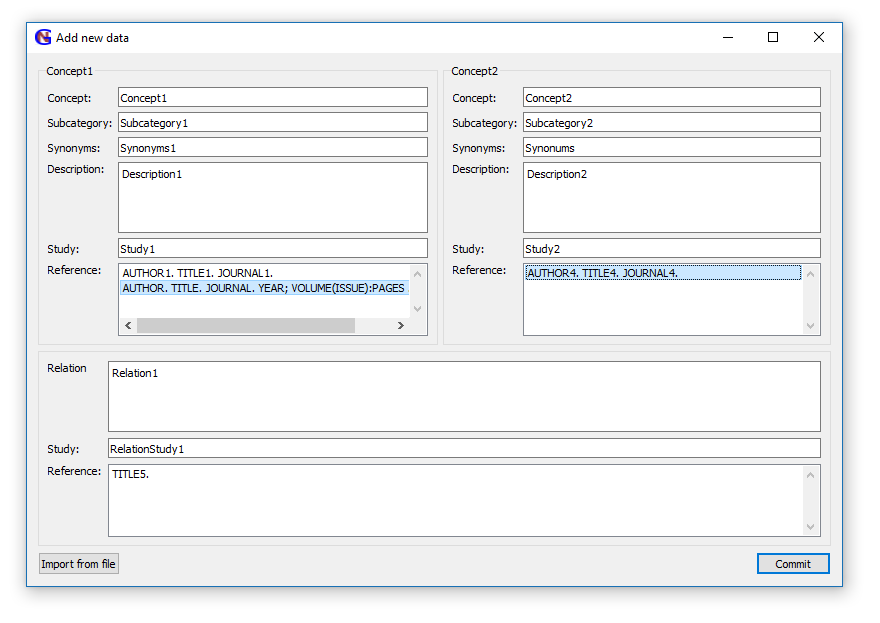 Add new data
Concept1
Concept: Concept1
Subcategory: Subcategory1
Synonyms: Synonyms1
Description: Description1
Study: Study1
Reference: AUTHOR1. TITLE1. JOURNAL1.
AUTHOR. TITLE. JOURNAL. YEAR; VOLUME(ISSUE):PAGES
Concept2
Concept: Concept2
Subcategory: Subcategory2
Synonyms: Synonums
Description: Description2
Study: Study2
Reference: AUTHOR4. TITLE4. JOURNAL4.
Relation Relation1
Study: RelationStudy1
Reference: TITLE5.
Import from file Commit